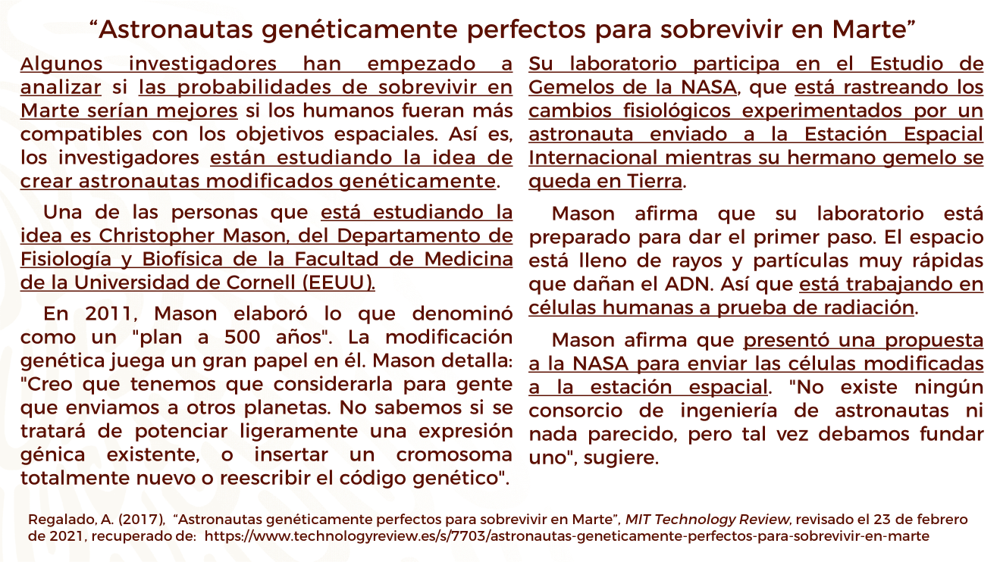 “Astronautas genéticamente perfectos para sobrevivir en Marte”
Algunos investigadores han empezado a
analizar si las probabilidades de sobrevivir en
Marte serían mejores si los humanos fueran más
compatibles con los objetivos espaciales. Así es,
los investigadores están estudiando la idea de
crear astronautas modificados genéticamente.
Una de las personas que está estudiando la
idea es Christopher Mason, del Departamento de
Fisiología y Biofísica de la Facultad de Medicina
de la Universidad de Cornell (EEUU).
En 2011, Mason elaboró lo que denominó
como un "plan a 500 años". La modificación
genética juega un gran papel en él. Mason detalla:
"Creo que tenemos que considerarla para gente
que enviamos a otros planetas. No sabemos si se
tratará de potenciar ligeramente una expresión
génica existente, o insertar un cromosoma
totalmente nuevo o reescribir el código genético".
Su laboratorio participa en el Estudio de
Gemelos de la NASA, que está rastreando los
cambios fisiológicos experimentados por un
astronauta enviado a la Estación Espacial
Internacional mientras su hermano gemelo se
queda en Tierra.
Mason afirma que su laboratorio está
preparado para dar el primer paso. El espacio
está lleno de rayos y partículas muy rápidas
que dañan el ADN. Así que está trabajando en
células humanas a prueba de radiación.
Mason afirma que presentó una propuesta
a la NASA para enviar las células modificadas
a la estación espacial. "No existe ningún
consorcio de ingeniería de astronautas ni
nada parecido, pero tal vez debamos fundar
uno", sugiere.
Regalado, A. (2017), “Astronautas genéticamente perfectos para sobrevivir en Marte”, MIT Technology Review, revisado el 23 de febrero
de 2021, recuperado de: https://www.technologyreview.es/s/7703/astronautas-geneticamente-perfectos-para-sobrevivir-en-marte